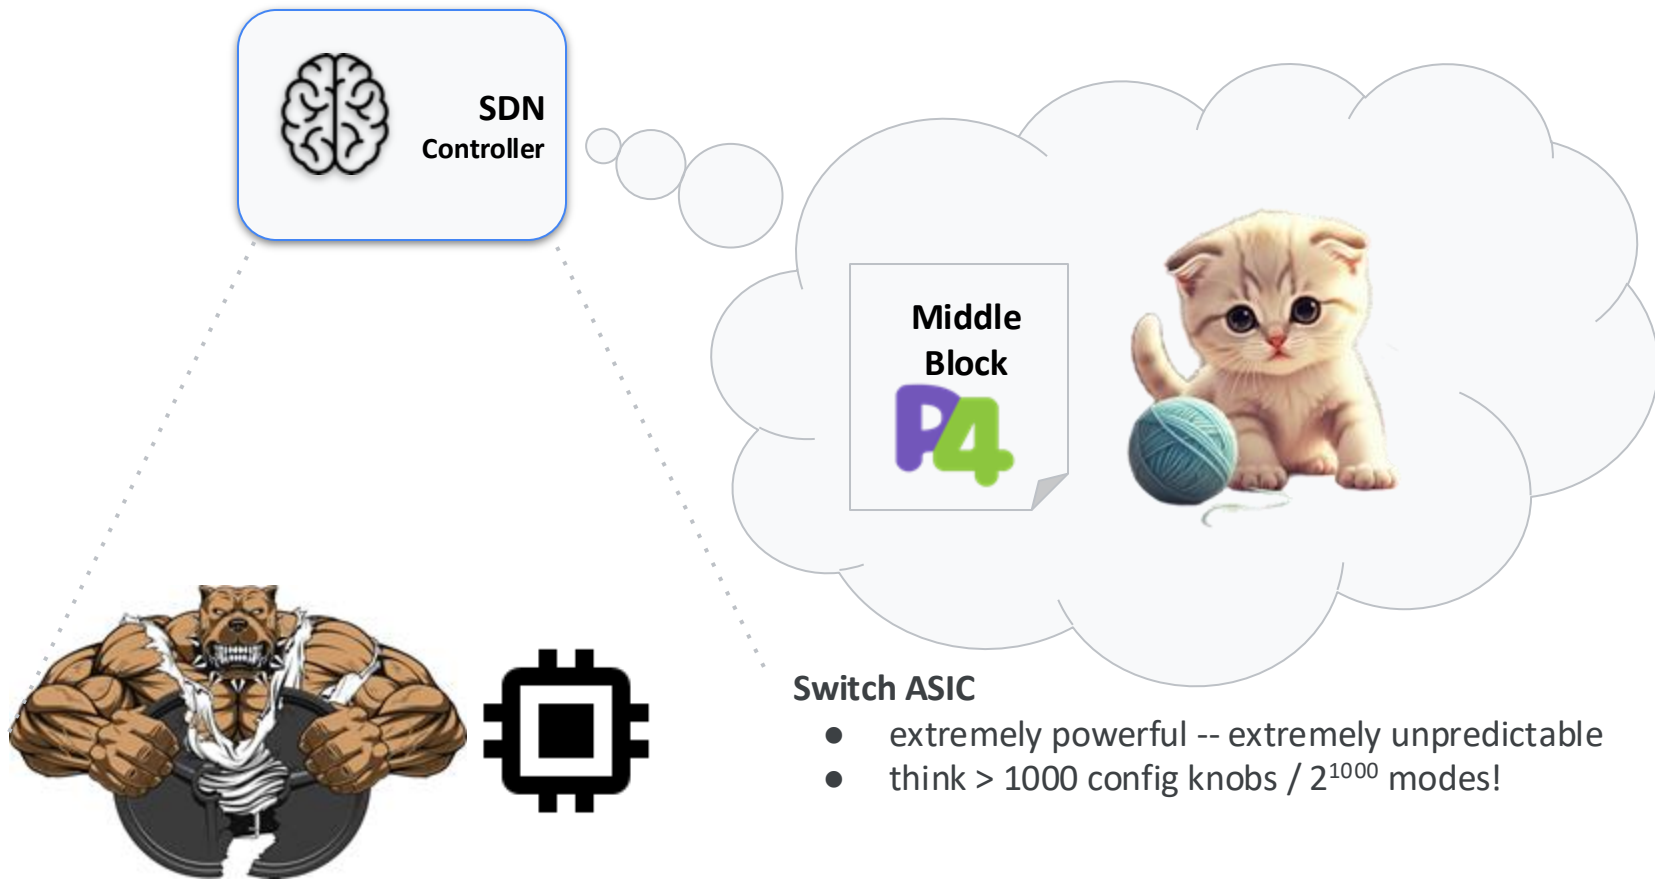 SDN
Controller
Middle
Block
P4
Switch ASIC
● extremely powerful -- extremely unpredictable
● think > 1000 config knobs / 2¹⁰⁰⁰ modes!